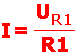 I = U_R1 / R1